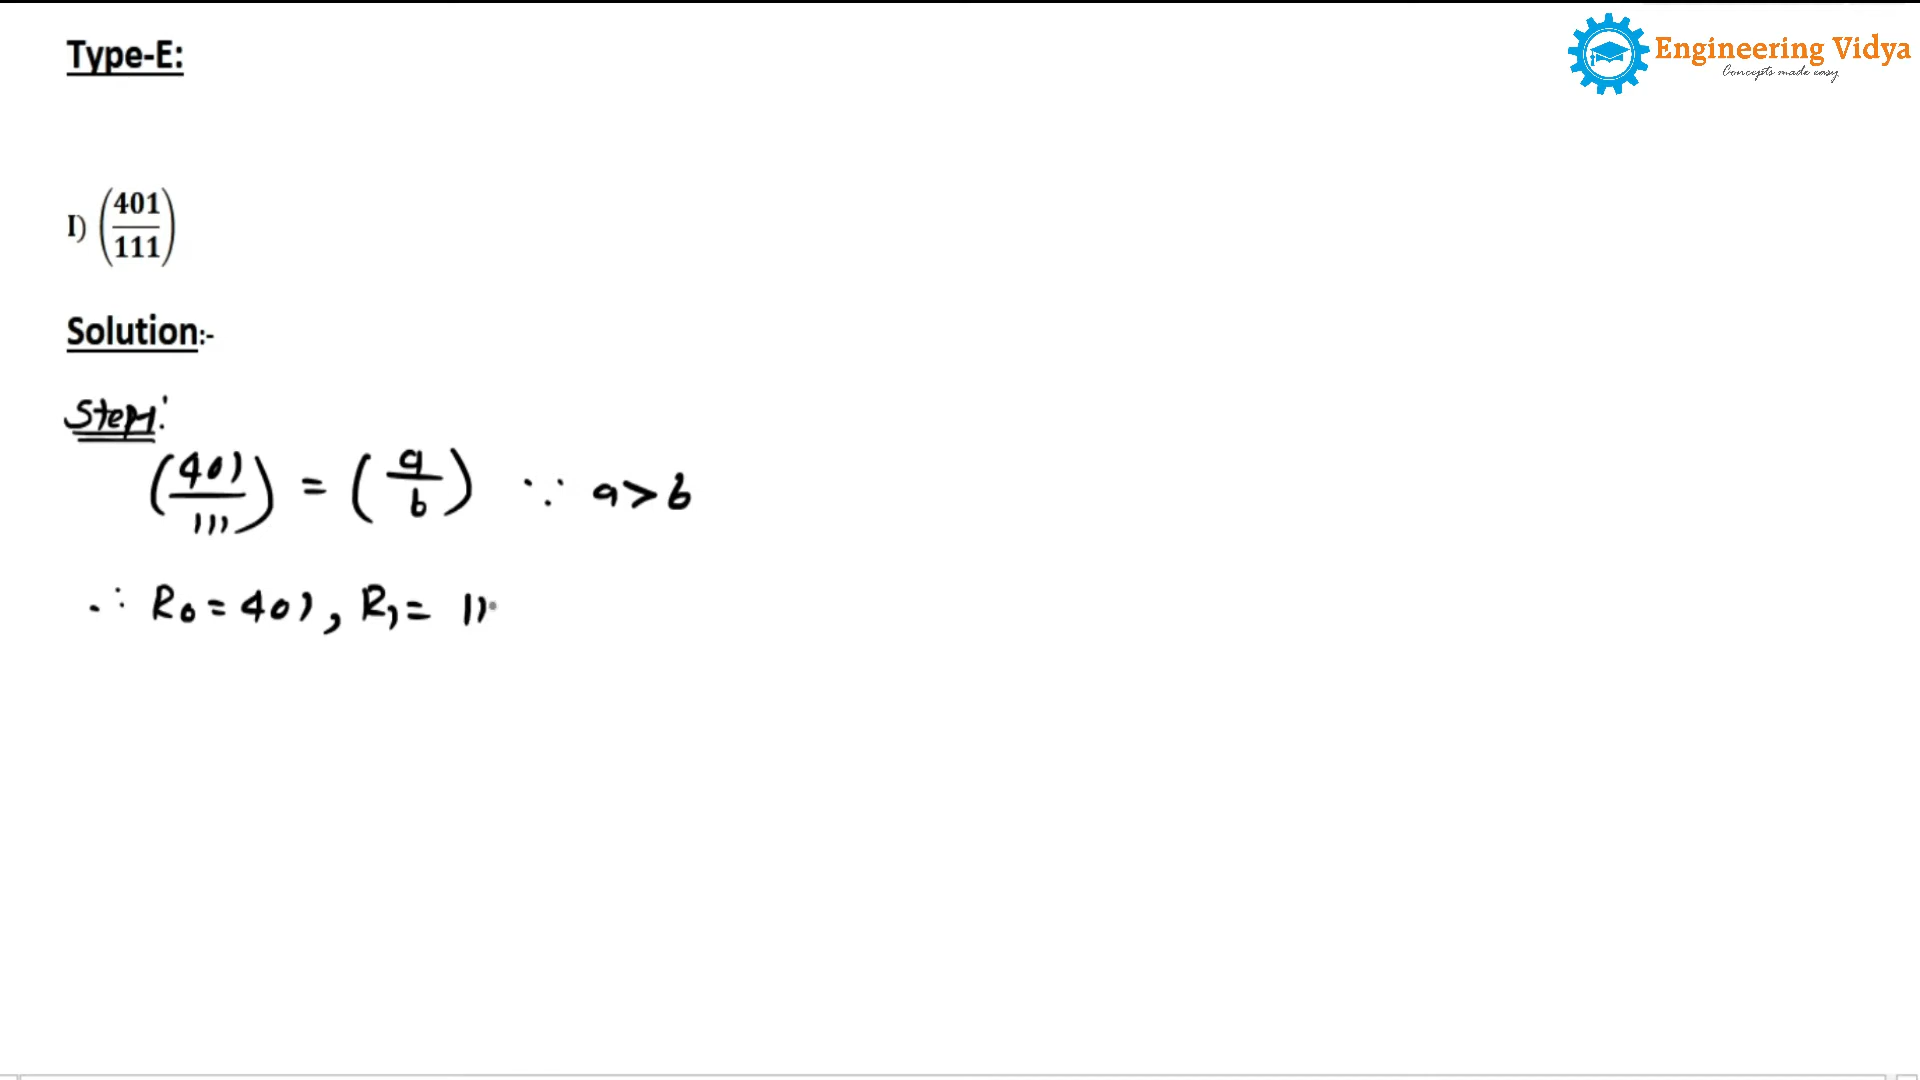 Type-E:
Engineering Vidya
Concepts made easy
I) (401/111)
Solution:-
Step1:
(401/111) = (a/b) ∵ a>b
∴ R₀ = 401, R₁ = 11